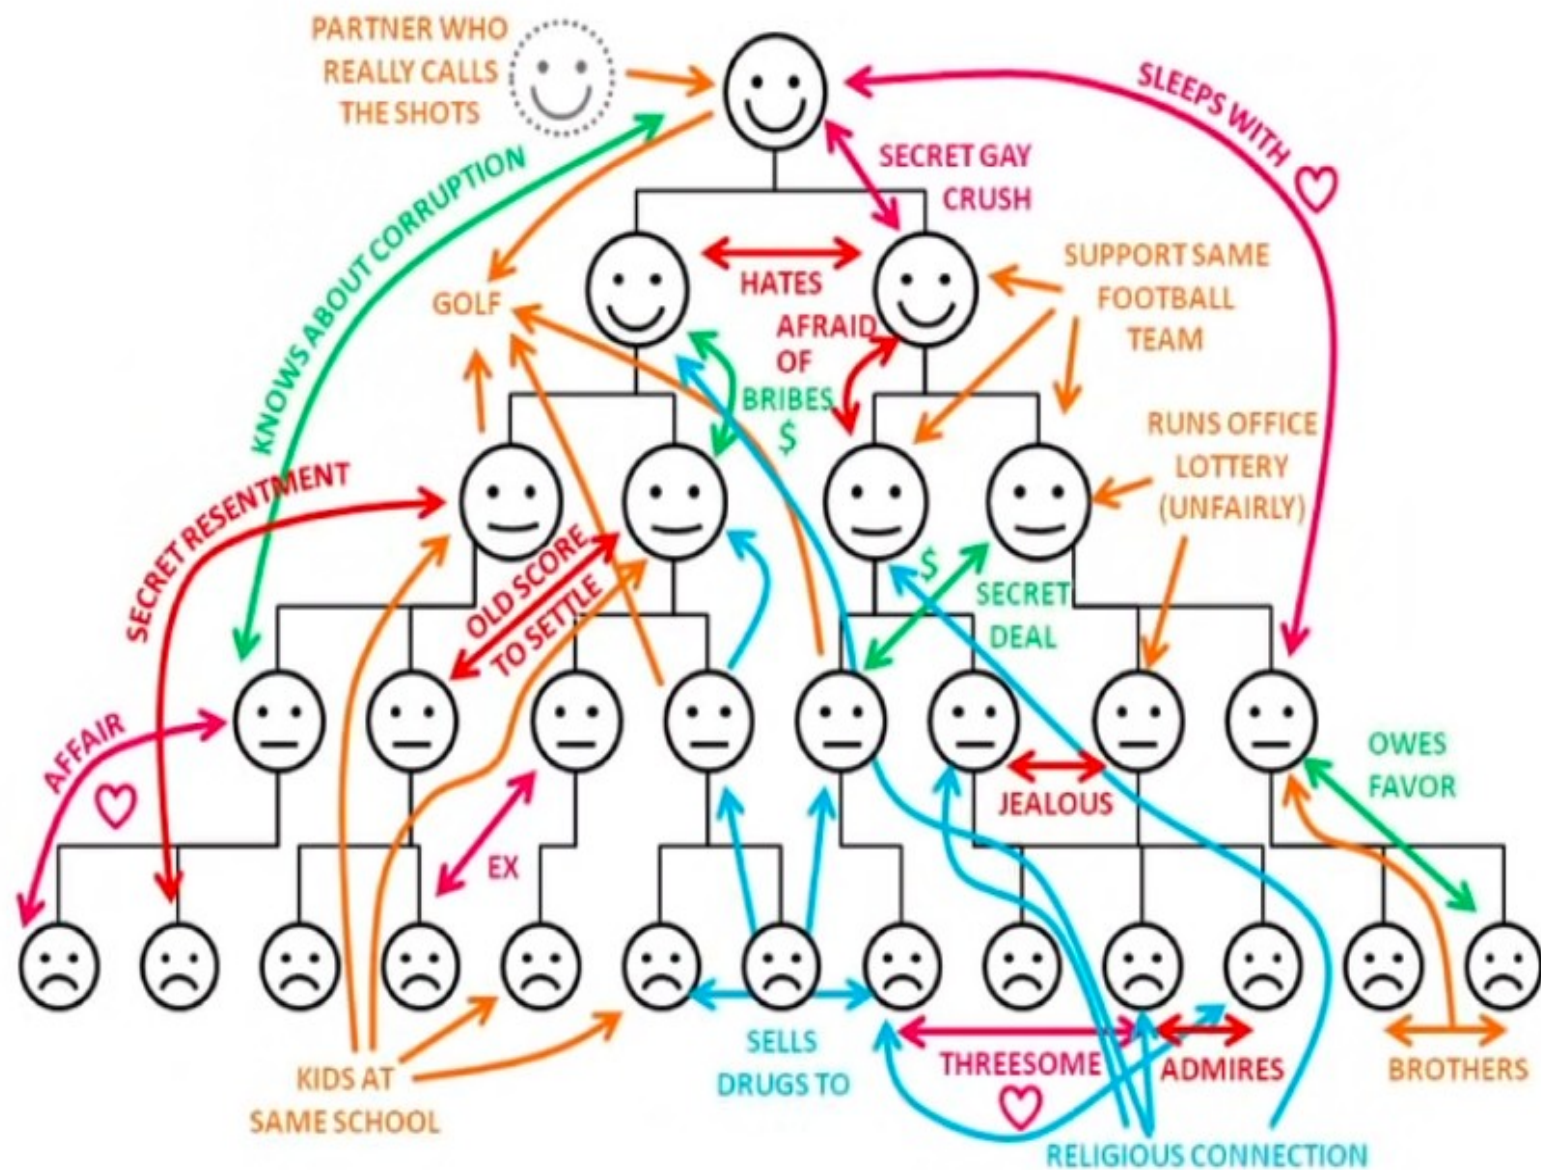 PARTNER WHO
REALLY CALLS
THE SHOTS
SLEEPS WITH
KNOWS ABOUT CORRUPTION
SECRET GAY
CRUSH
GOLF
HATES
SUPPORT SAME
FOOTBALL
TEAM
AFRAID
OF
BRIBES
$
RUNS OFFICE
LOTTERY
(UNFAIRLY)
SECRET RESENTMENT
OLD SCORE
TO SETTLE
$
SECRET
DEAL
AFFAIR
OWES
FAVOR
JEALOUS
EX
SELLS
DRUGS TO
THREESOME
ADMIRES
BROTHERS
KIDS AT
SAME SCHOOL
RELIGIOUS CONNECTION